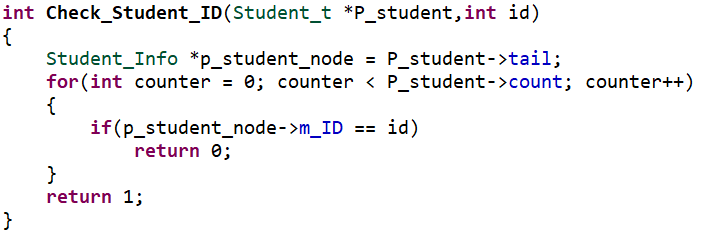 int Check_Student_ID(Student_t *P_student,int id)
{
    Student_Info *p_student_node = P_student->tail;
    for(int counter = 0; counter < P_student->count; counter++)
    {
        if(p_student_node->m_ID == id)
            return 0;
    }
    return 1;
}